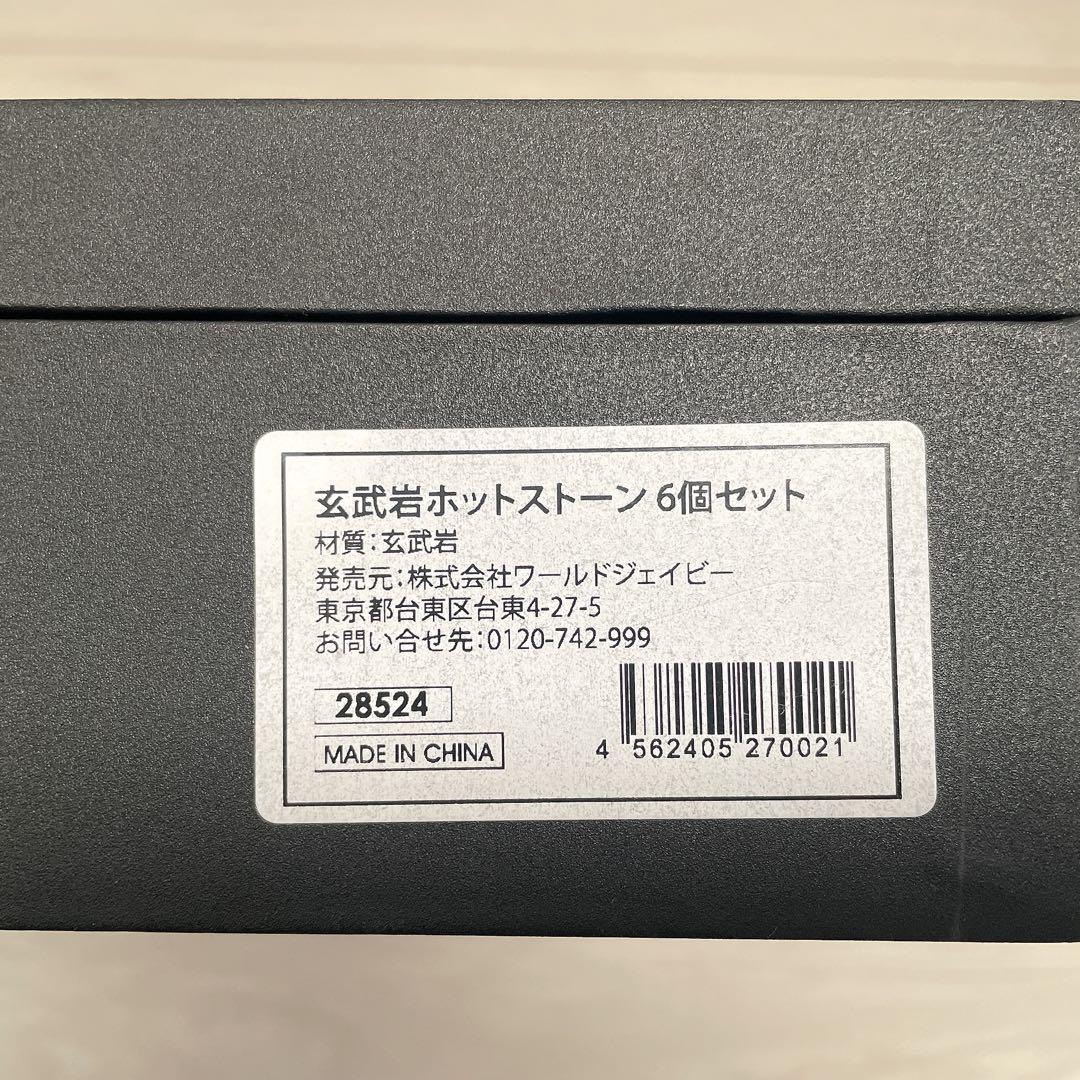 玄武岩ホットストーン 6個セット
材質:玄武岩
発売元:株式会社ワールドジェイビー
東京都台東区台東4-27-5
お問い合せ先:0120-742-999
28524
MADE IN CHINA
4 562405 270021